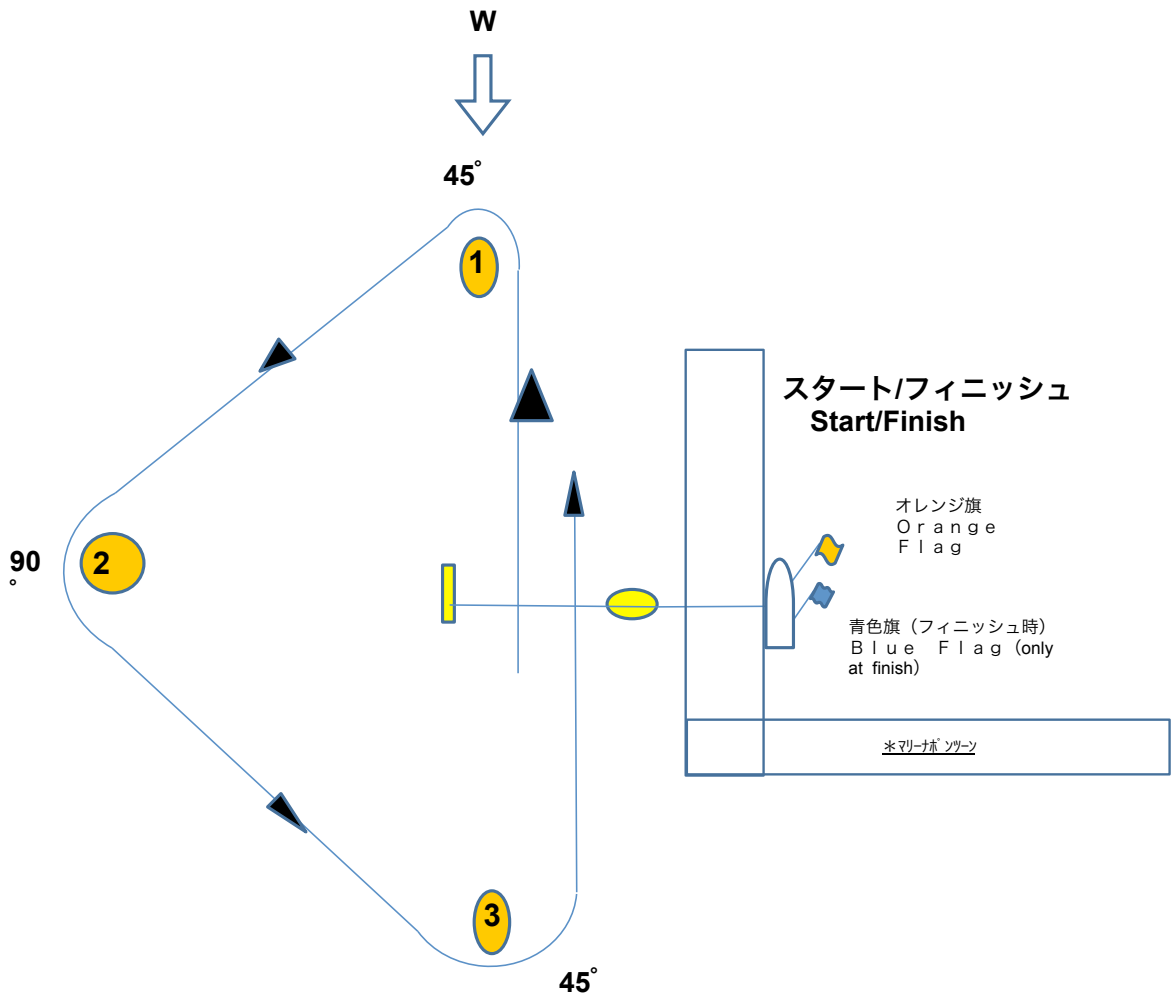 W
45°
1
スタート/フィニッシュ
Start/Finish
オレンジ旗
Ｏｒａｎｇｅ
Ｆｌａｇ
90
°
2
青色旗（フィニッシュ時）
Ｂｌｕｅ　Ｆｌａｇ（only
at finish）
＊ﾏﾘｰﾅﾎﾟﾝﾂｰﾝ
3
45°